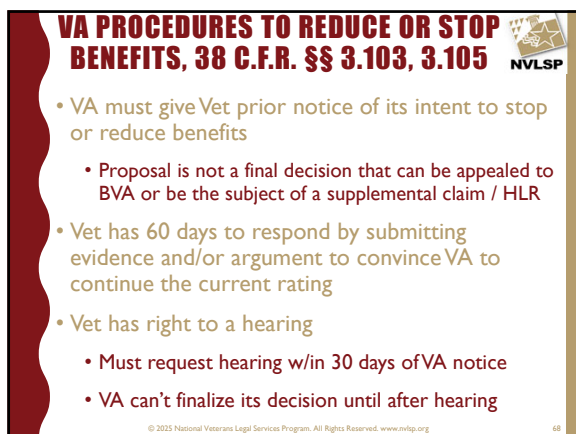 VA PROCEDURES TO REDUCE OR STOP
BENEFITS, 38 C.F.R. §§ 3.103, 3.105
NVLSP
• VA must give Vet prior notice of its intent to stop
or reduce benefits
• Proposal is not a final decision that can be appealed to
BVA or be the subject of a supplemental claim / HLR
• Vet has 60 days to respond by submitting
evidence and/or argument to convince VA to
continue the current rating
• Vet has right to a hearing
• Must request hearing w/in 30 days of VA notice
• VA can't finalize its decision until after hearing
© 2025 National Veterans Legal Services Program. All Rights Reserved. www.nvlsp.org
68